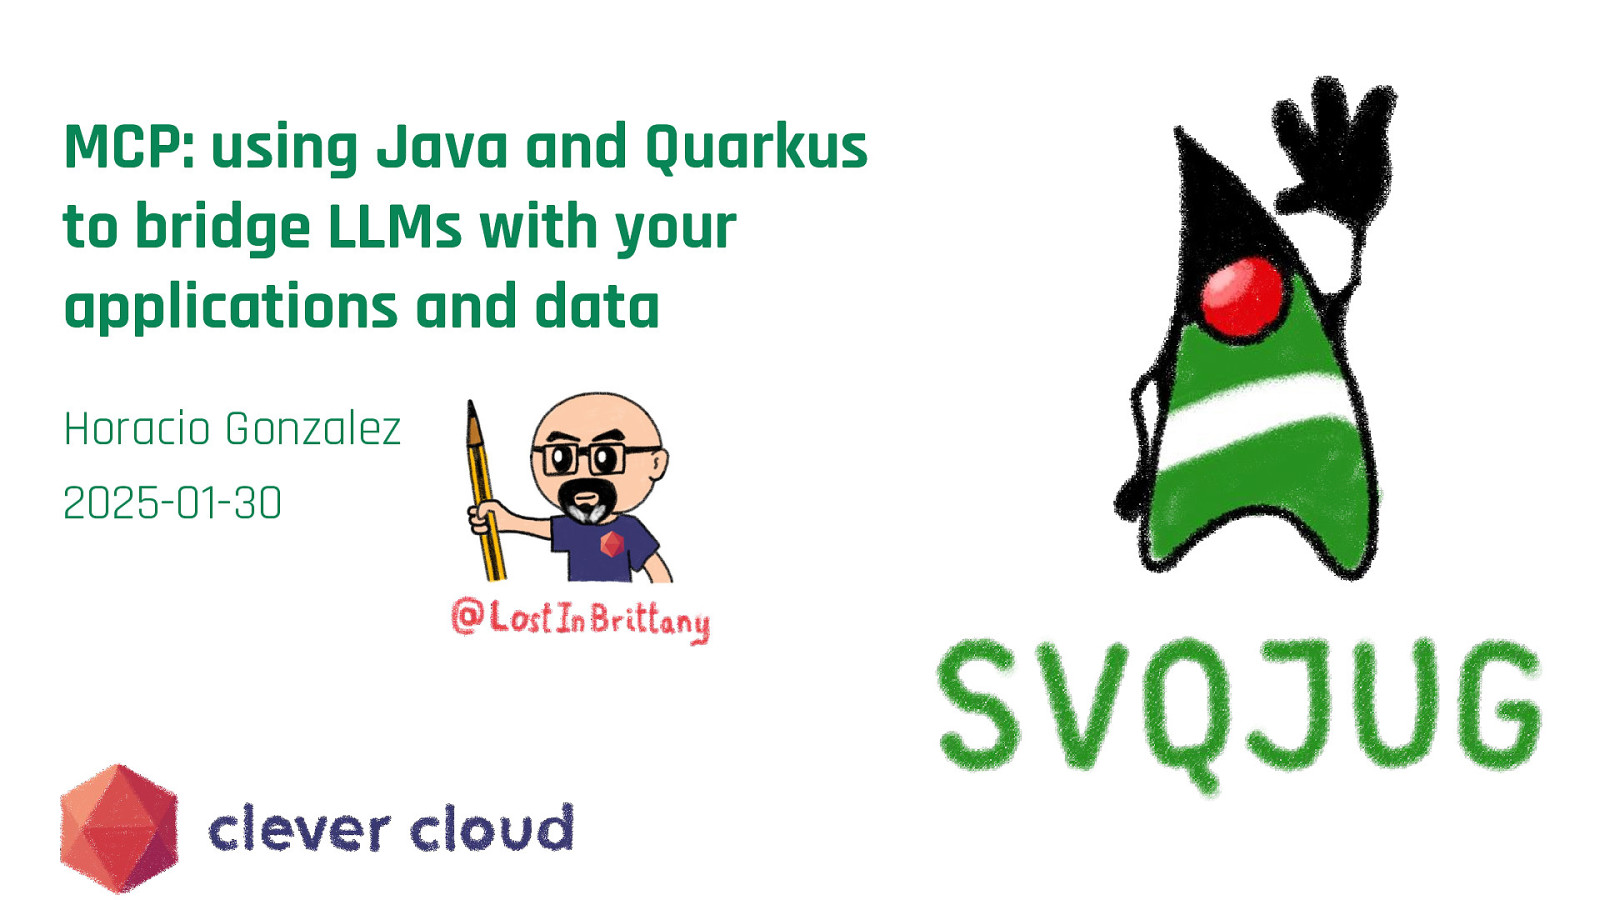 MCP: using Java and Quarkus
to bridge LLMs with your
applications and data
Horacio Gonzalez
2025-01-30
@LostInBrittany
SVQJUG
clever cloud